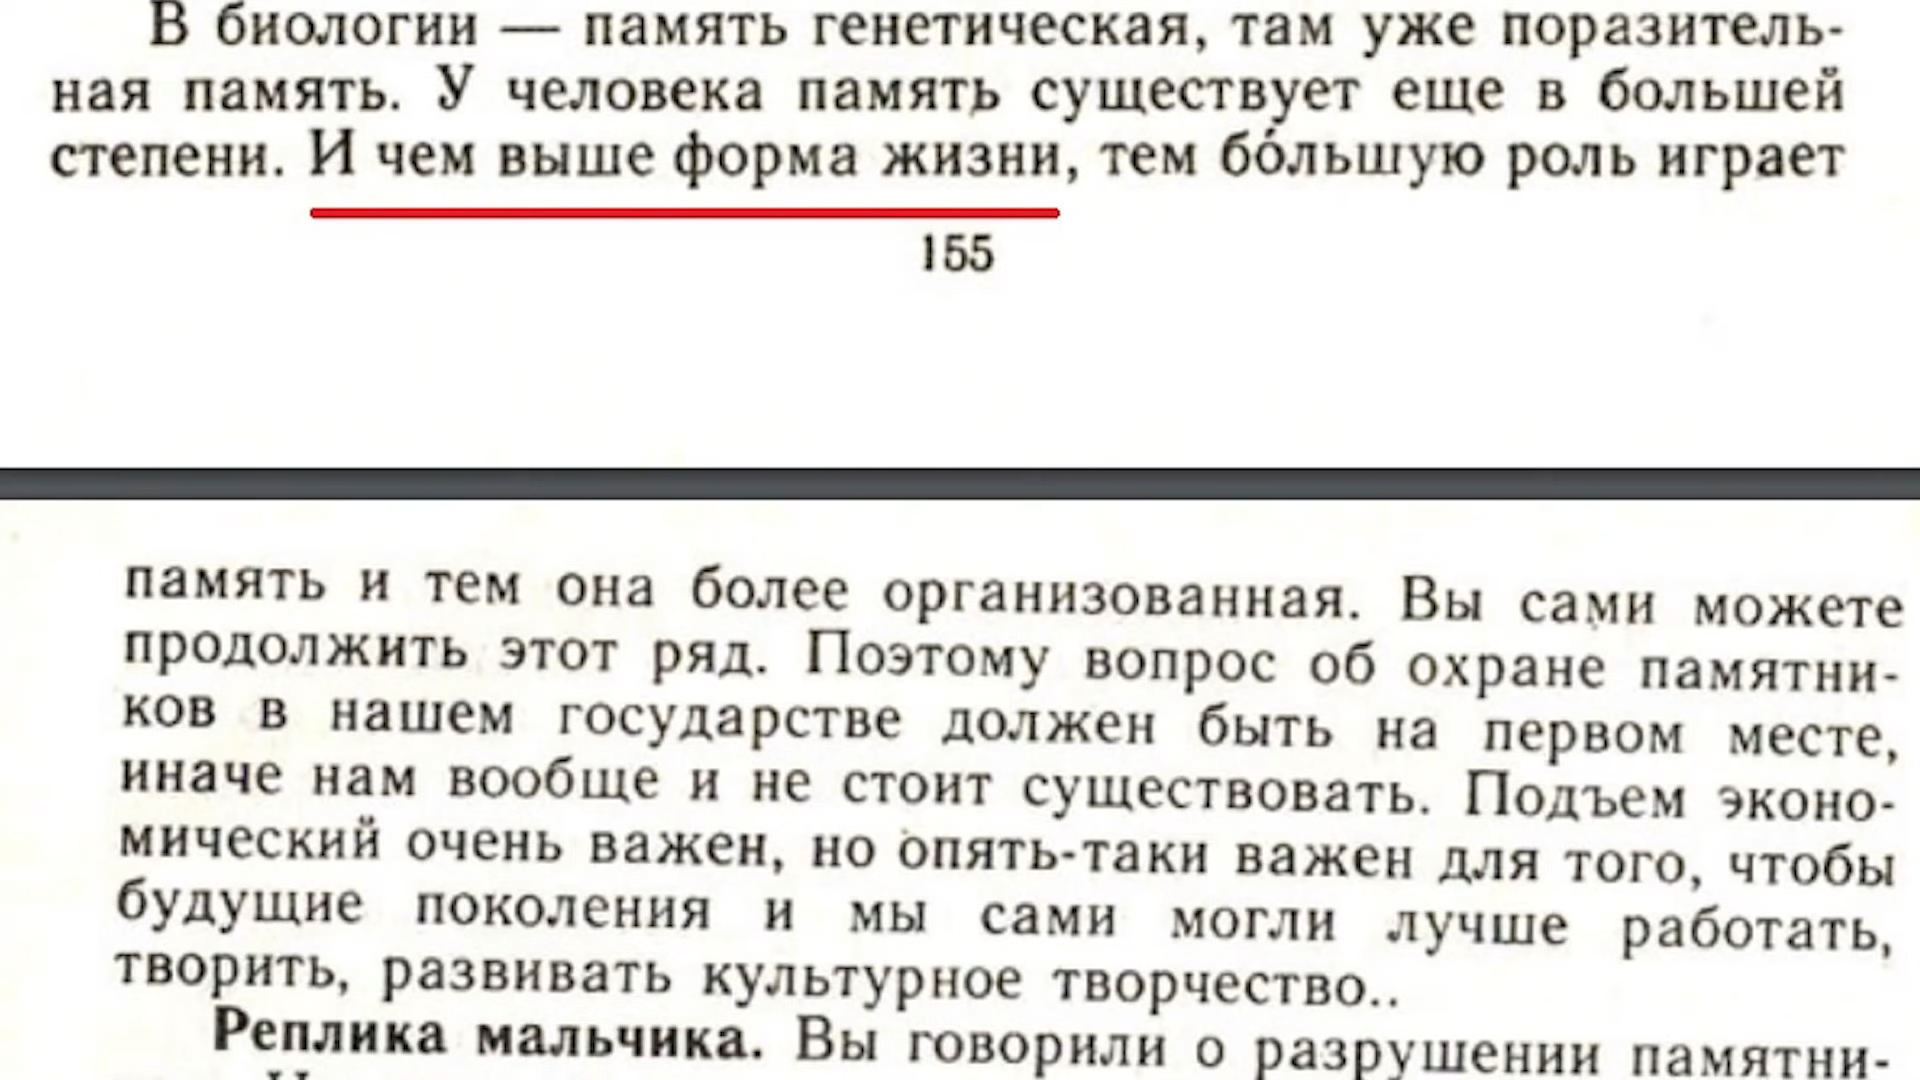 В биологии — память генетическая, там уже поразитель-
ная память. У человека память существует еще в большей
степени. И чем выше форма жизни, тем бо́льшую роль играет
155
память и тем она более организованная. Вы сами можете
продолжить этот ряд. Поэтому вопрос об охране памятни-
ков в нашем государстве должен быть на первом месте,
иначе нам вообще и не стоит существовать. Подъем эконо-
мический очень важен, но опять-таки важен для того, чтобы
будущие поколения и мы сами могли лучше работать,
творить, развивать культурное творчество..
Реплика мальчика. Вы говорили о разрушении памятни-